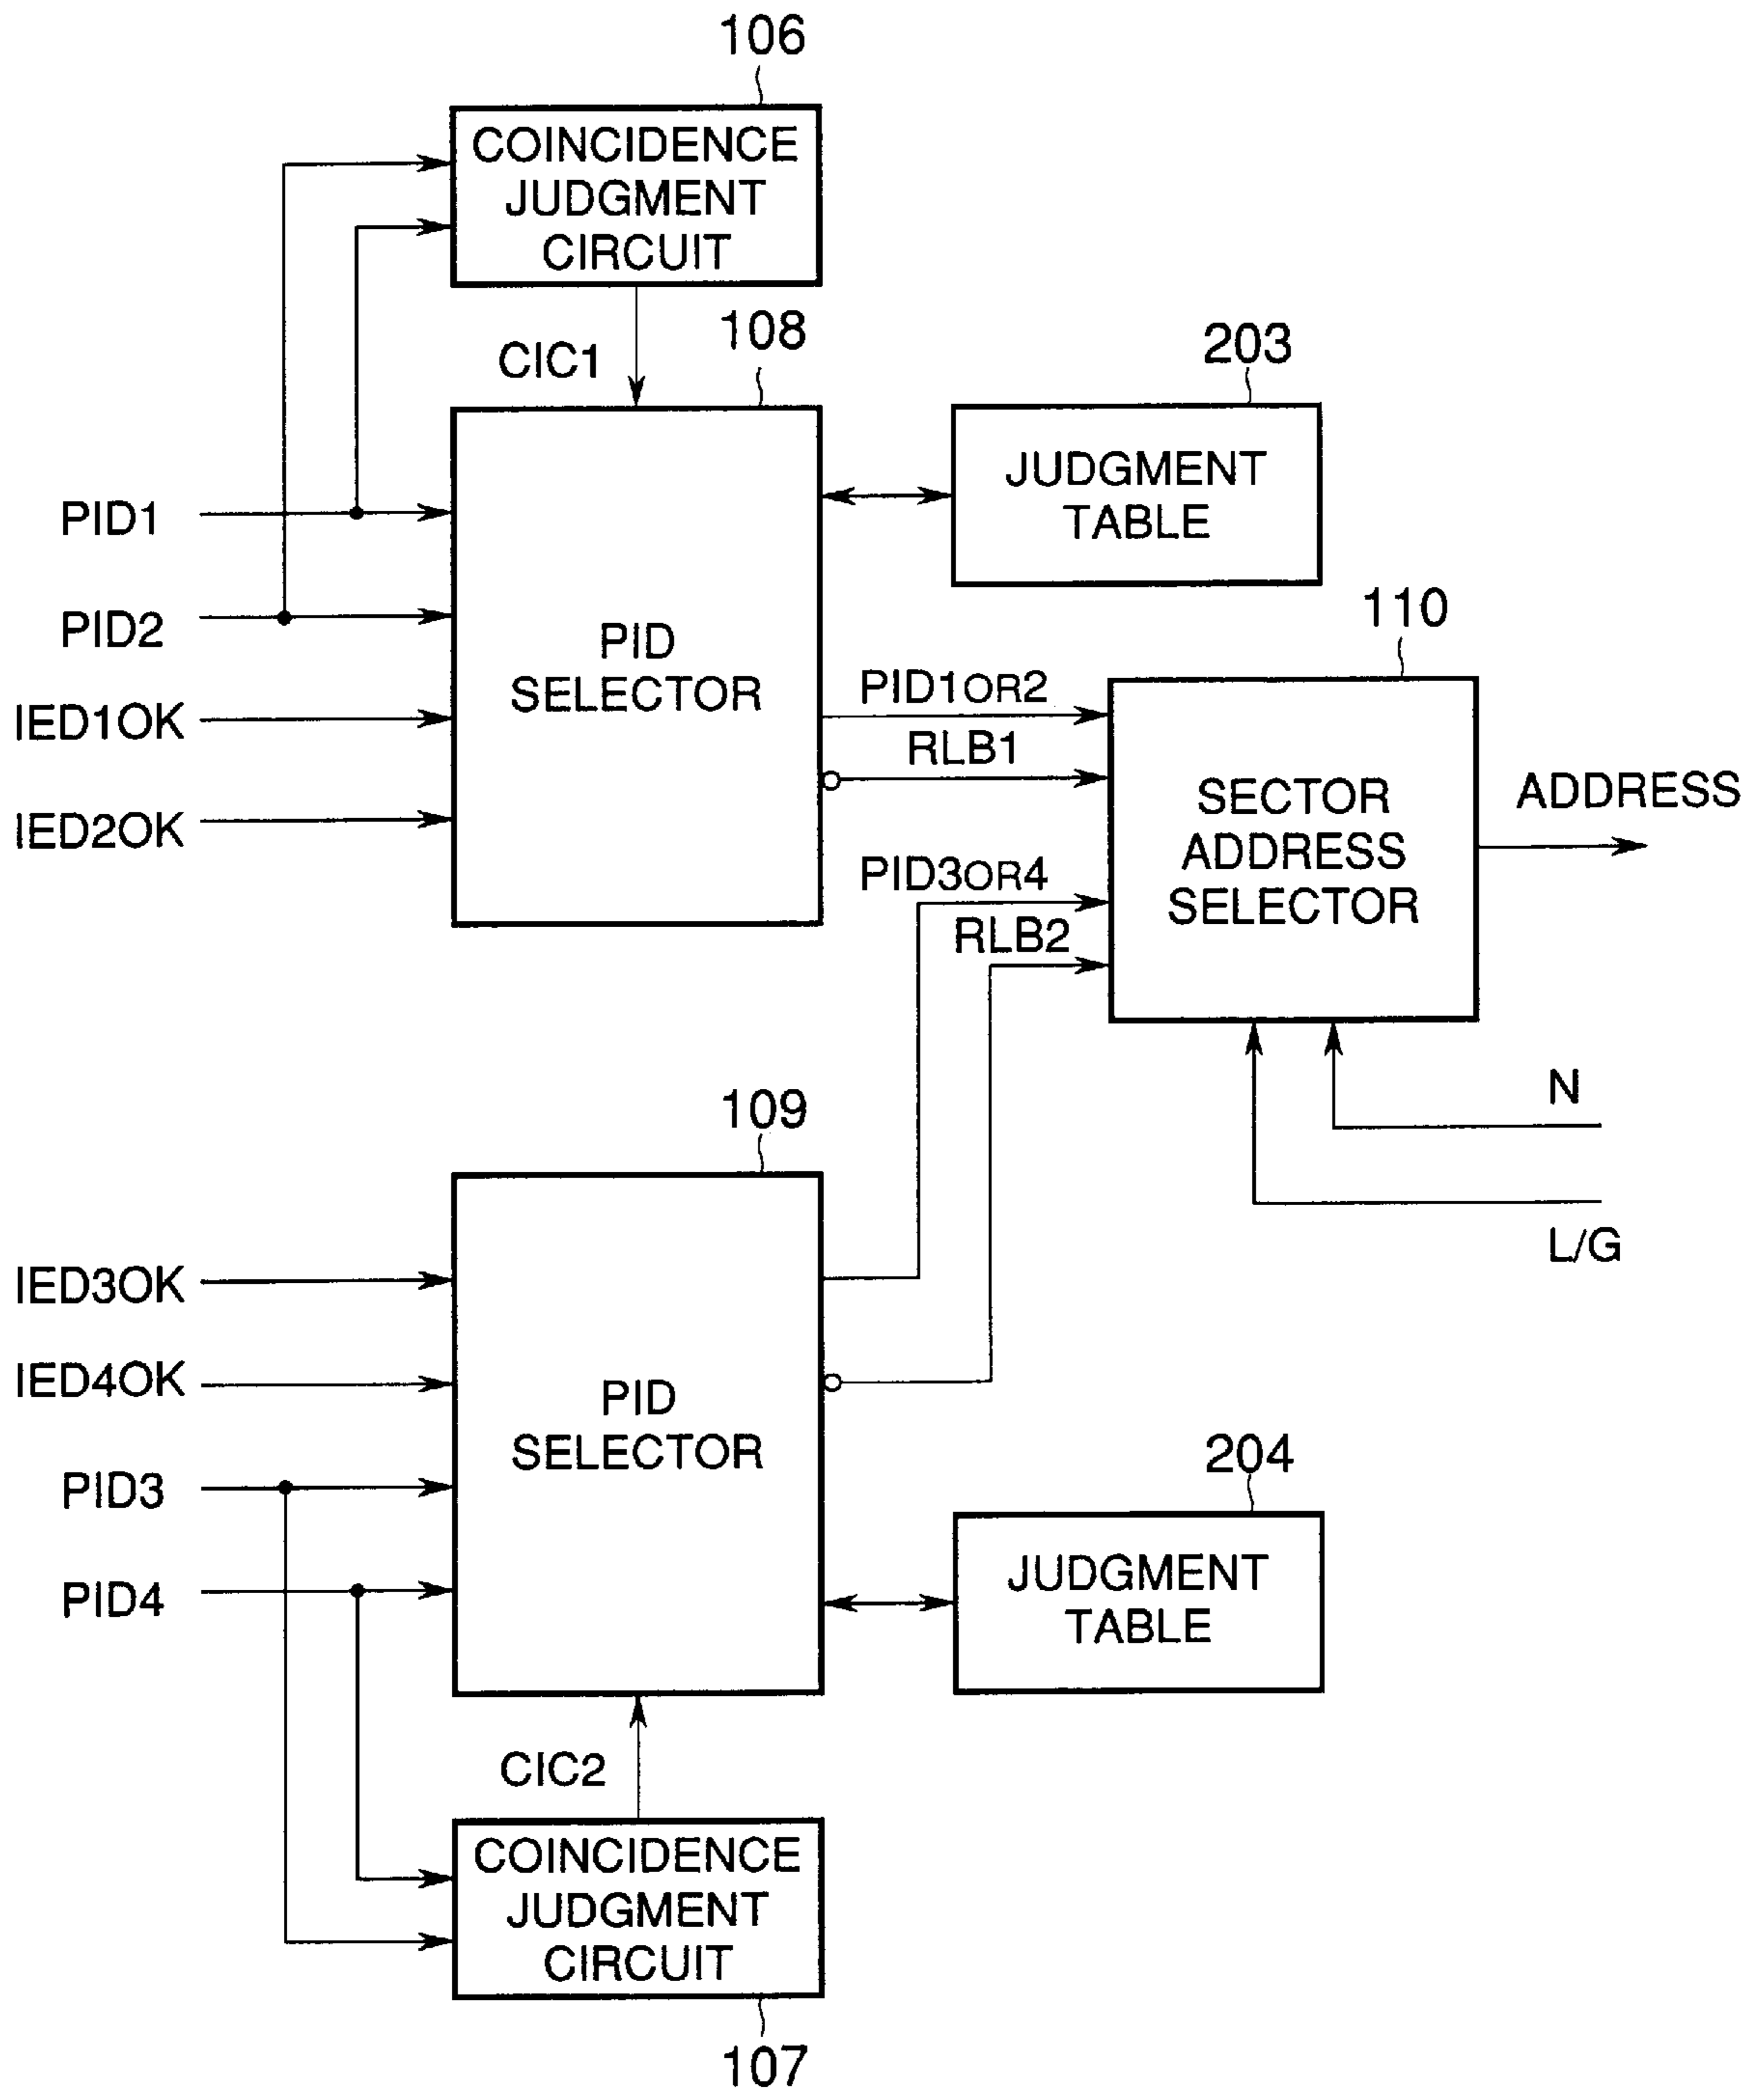 106
COINCIDENCE
JUDGMENT
CIRCUIT
CIC1
108
203
JUDGMENT
TABLE
PID1
PID2
IED1OK
IED2OK
PID
SELECTOR
110
PID1OR2
RLB1
PID3OR4
RLB2
SECTOR
ADDRESS
SELECTOR
ADDRESS
N
L/G
109
IED3OK
IED4OK
PID3
PID4
PID
SELECTOR
204
JUDGMENT
TABLE
CIC2
COINCIDENCE
JUDGMENT
CIRCUIT
107